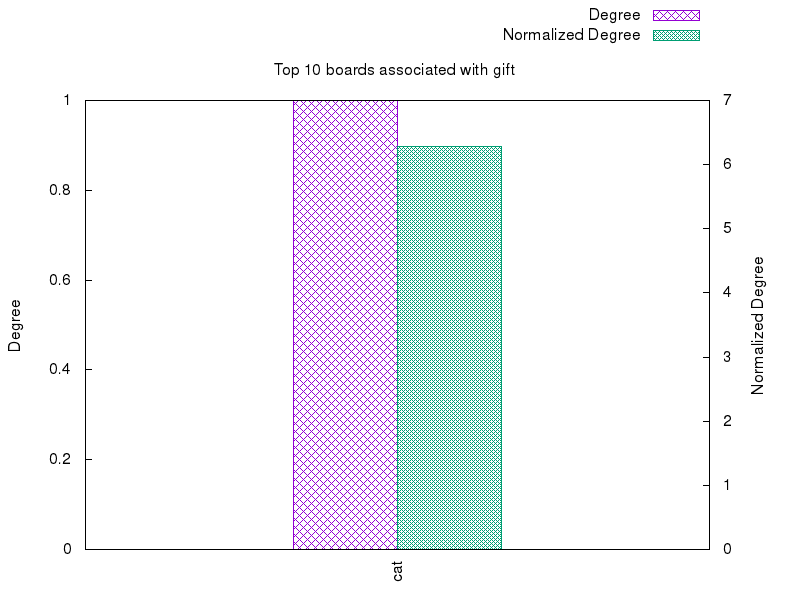 Degree
Normalized Degree
Top 10 boards associated with gift
1
0.8
0.6
0.4
0.2
0
7
6
5
4
3
2
1
0
Degree
Normalized Degree
cat